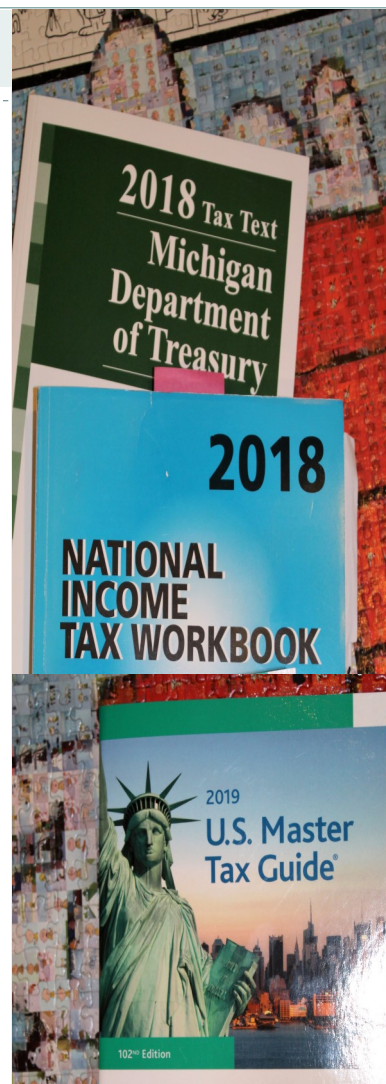 2018 Tax Text
Michigan
Department
of Treasury
2018
NATIONAL
INCOME
TAX WORKBOOK
2019
U.S. Master
Tax Guide®
102ND Edition